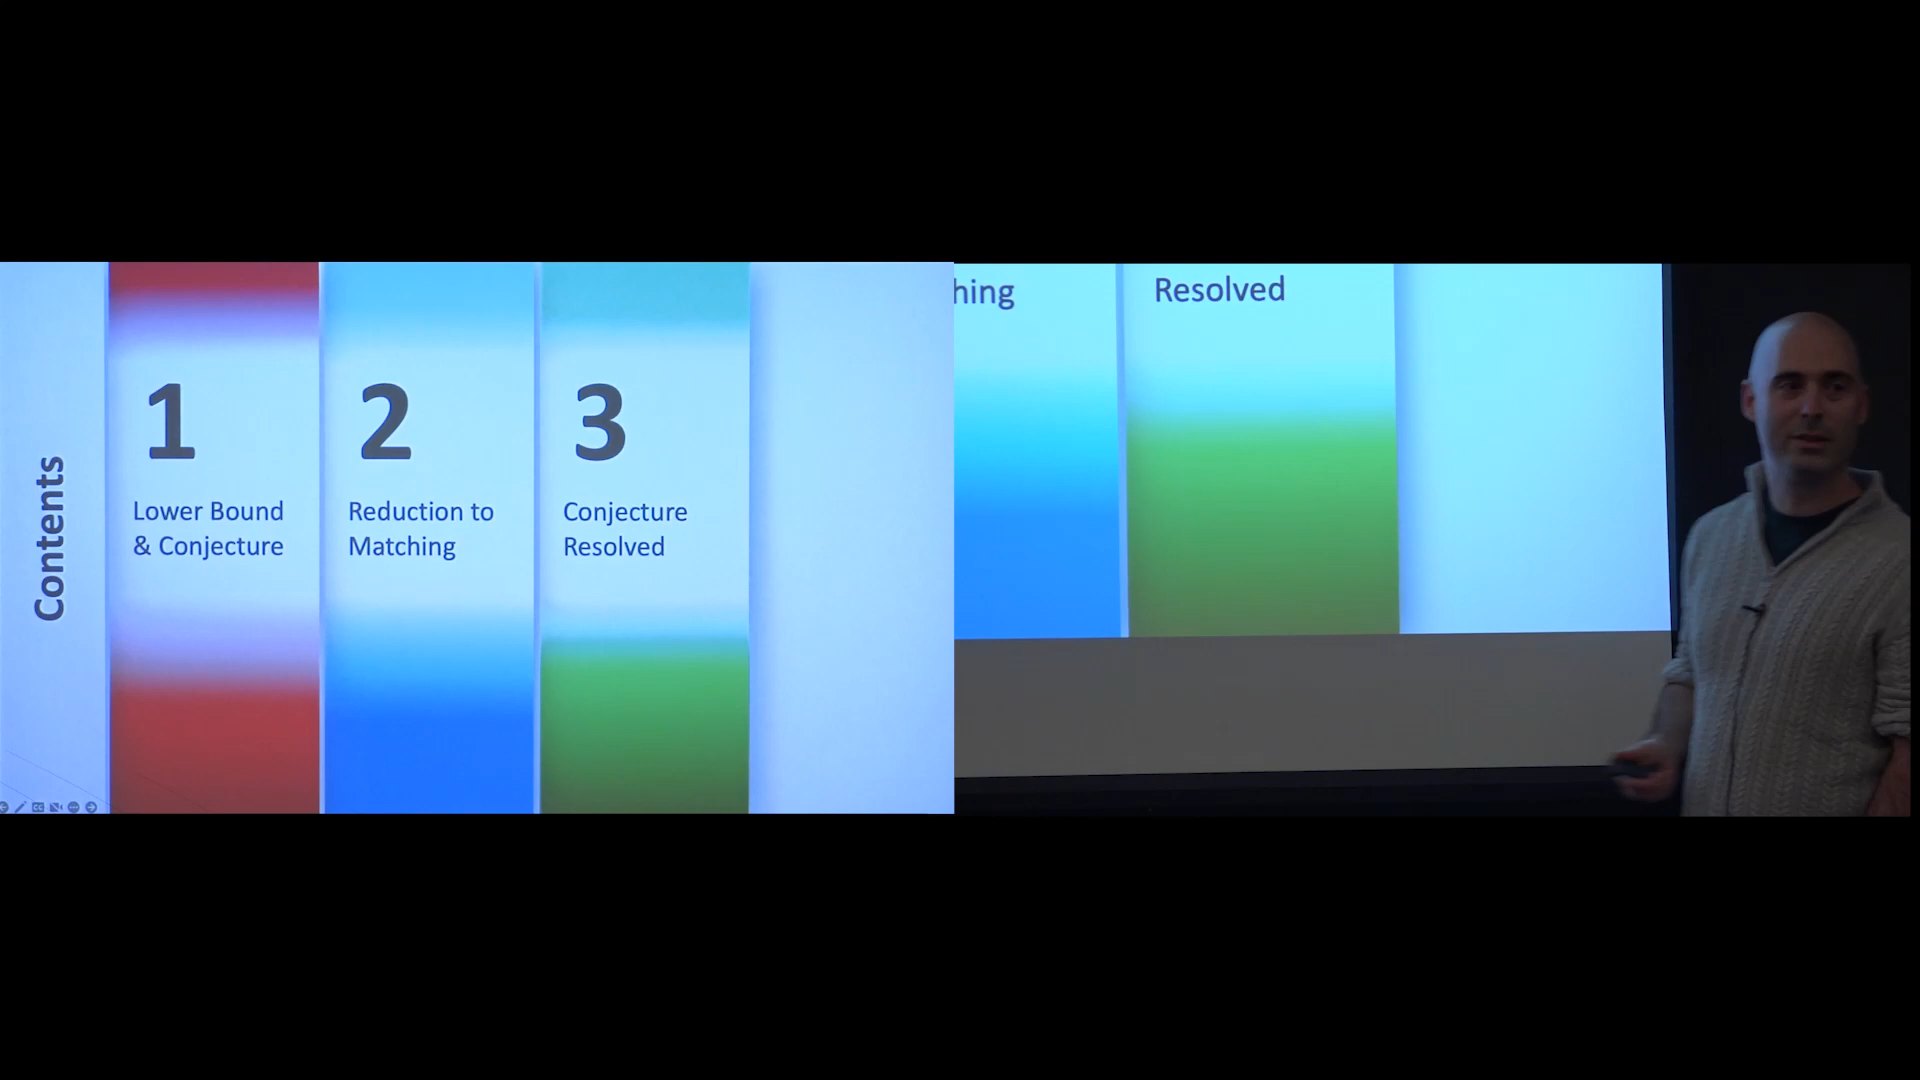 Contents
1
Lower Bound
& Conjecture
2
Reduction to
Matching
3
Conjecture
Resolved
hing
Resolved